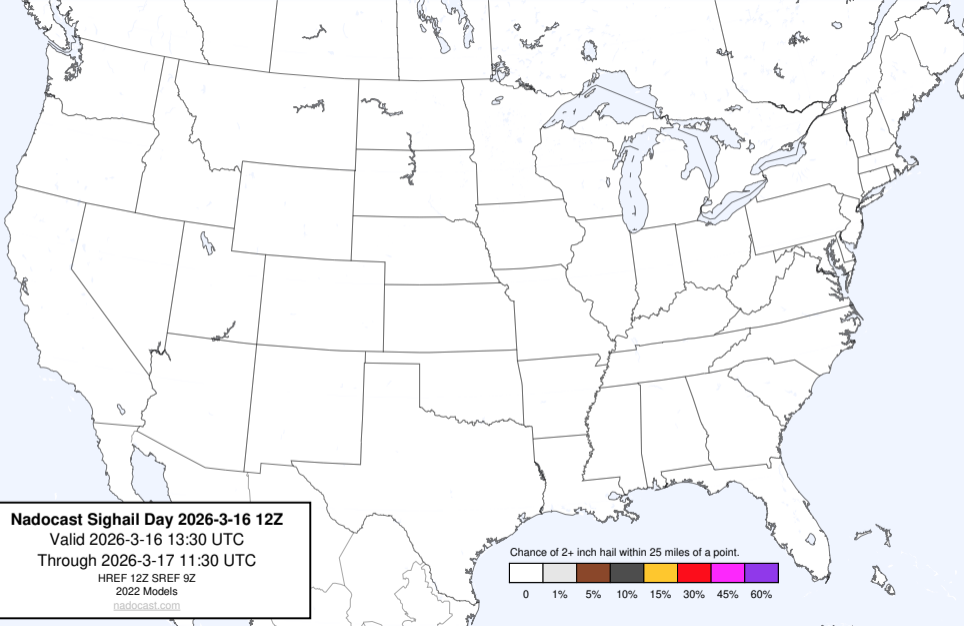 Nadocast Sighail Day 2026-3-16 12Z
Valid 2026-3-16 13:30 UTC
Through 2026-3-17 11:30 UTC
HREF 12Z SREF 9Z
2022 Models
nadocast.com
Chance of 2+ inch hail within 25 miles of a point.
0 1% 5% 10% 15% 30% 45% 60%